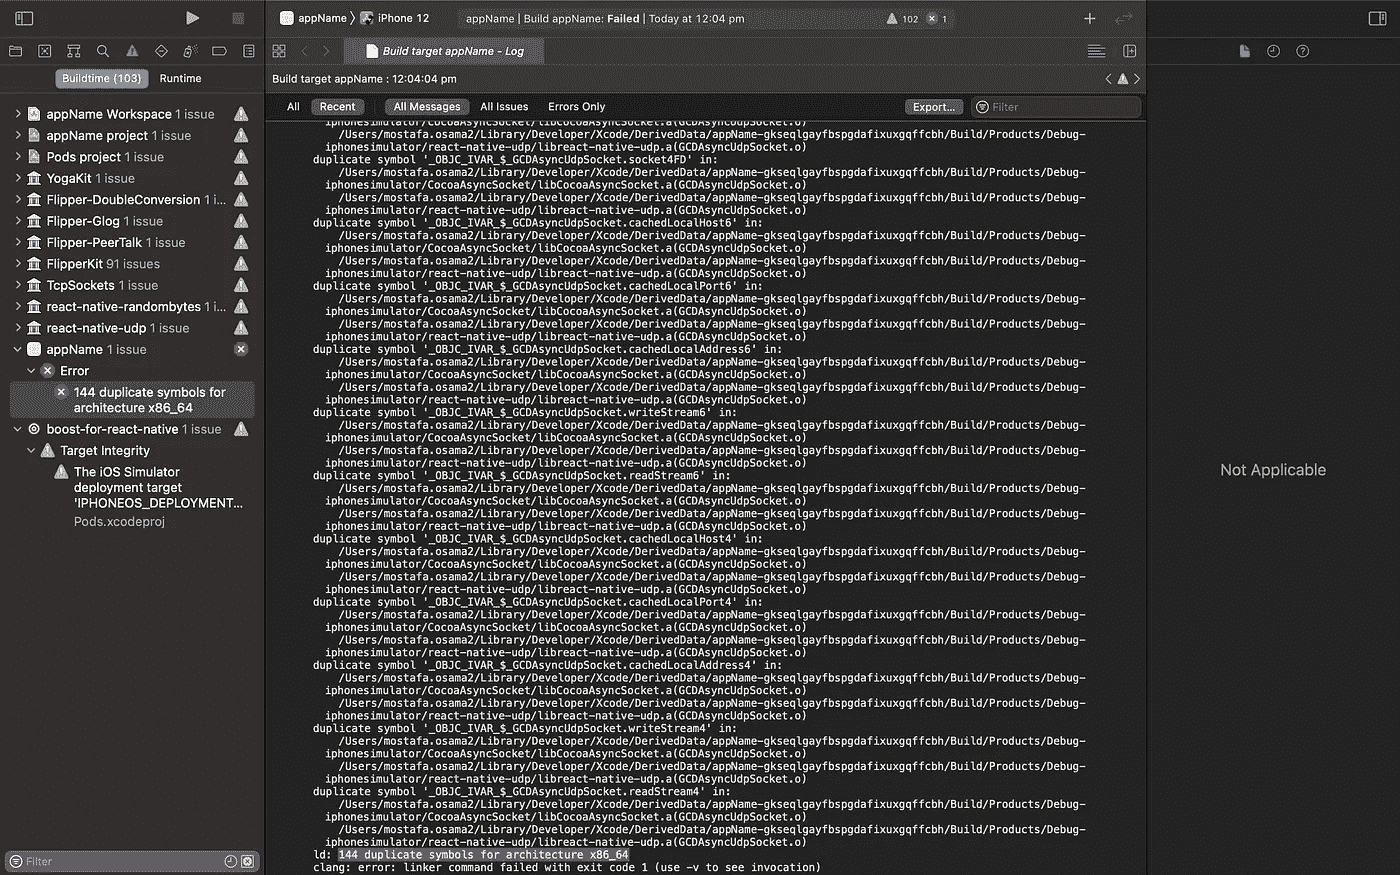 appName 〉 iPhone 12
appName | Build appName: Failed | Today at 12:04 pm
102
1
Build target appName – Log
Buildtime (103)
Runtime
Build target appName : 12:04:04 pm
All
Recent
All Messages
All Issues
Errors Only
Export...
Filter
appName Workspace 1 issue
appName project 1 issue
Pods project 1 issue
YogaKit 1 issue
Flipper-DoubleConversion 1 i...
Flipper-Glog 1 issue
Flipper-PeerTalk 1 issue
FlipperKit 91 issues
TcpSockets 1 issue
react-native-randombytes 1 i...
react-native-udp 1 issue
appName 1 issue
Error
144 duplicate symbols for
architecture x86_64
boost-for-react-native 1 issue
Target Integrity
The iOS Simulator
deployment target
'IPHONEOS_DEPLOYMENT...
Pods.xcodeproj
Filter
iphonesimulator/CocoaAsyncSocket/libCocoaAsyncSocket.a(GCDAsyncUdpSocket.o)
/Users/mostafa.osama2/Library/Developer/Xcode/DerivedData/appName-gkseqlgayfbspgdafixuxgqffcbh/Build/Products/Debug-
iphonesimulator/react-native-udp/libreact-native-udp.a(GCDAsyncUdpSocket.o)
duplicate symbol '_OBJC_IVAR_$_GCDAsyncUdpSocket.socket4FD' in:
/Users/mostafa.osama2/Library/Developer/Xcode/DerivedData/appName-gkseqlgayfbspgdafixuxgqffcbh/Build/Products/Debug-
iphonesimulator/CocoaAsyncSocket/libCocoaAsyncSocket.a(GCDAsyncUdpSocket.o)
/Users/mostafa.osama2/Library/Developer/Xcode/DerivedData/appName-gkseqlgayfbspgdafixuxgqffcbh/Build/Products/Debug-
iphonesimulator/react-native-udp/libreact-native-udp.a(GCDAsyncUdpSocket.o)
duplicate symbol '_OBJC_IVAR_$_GCDAsyncUdpSocket.cachedLocalHost6' in:
/Users/mostafa.osama2/Library/Developer/Xcode/DerivedData/appName-gkseqlgayfbspgdafixuxgqffcbh/Build/Products/Debug-
iphonesimulator/CocoaAsyncSocket/libCocoaAsyncSocket.a(GCDAsyncUdpSocket.o)
/Users/mostafa.osama2/Library/Developer/Xcode/DerivedData/appName-gkseqlgayfbspgdafixuxgqffcbh/Build/Products/Debug-
iphonesimulator/react-native-udp/libreact-native-udp.a(GCDAsyncUdpSocket.o)
duplicate symbol '_OBJC_IVAR_$_GCDAsyncUdpSocket.cachedLocalPort6' in:
/Users/mostafa.osama2/Library/Developer/Xcode/DerivedData/appName-gkseqlgayfbspgdafixuxgqffcbh/Build/Products/Debug-
iphonesimulator/CocoaAsyncSocket/libCocoaAsyncSocket.a(GCDAsyncUdpSocket.o)
/Users/mostafa.osama2/Library/Developer/Xcode/DerivedData/appName-gkseqlgayfbspgdafixuxgqffcbh/Build/Products/Debug-
iphonesimulator/react-native-udp/libreact-native-udp.a(GCDAsyncUdpSocket.o)
duplicate symbol '_OBJC_IVAR_$_GCDAsyncUdpSocket.cachedLocalAddress6' in:
/Users/mostafa.osama2/Library/Developer/Xcode/DerivedData/appName-gkseqlgayfbspgdafixuxgqffcbh/Build/Products/Debug-
iphonesimulator/CocoaAsyncSocket/libCocoaAsyncSocket.a(GCDAsyncUdpSocket.o)
/Users/mostafa.osama2/Library/Developer/Xcode/DerivedData/appName-gkseqlgayfbspgdafixuxgqffcbh/Build/Products/Debug-
iphonesimulator/react-native-udp/libreact-native-udp.a(GCDAsyncUdpSocket.o)
duplicate symbol '_OBJC_IVAR_$_GCDAsyncUdpSocket.writeStream6' in:
/Users/mostafa.osama2/Library/Developer/Xcode/DerivedData/appName-gkseqlgayfbspgdafixuxgqffcbh/Build/Products/Debug-
iphonesimulator/CocoaAsyncSocket/libCocoaAsyncSocket.a(GCDAsyncUdpSocket.o)
/Users/mostafa.osama2/Library/Developer/Xcode/DerivedData/appName-gkseqlgayfbspgdafixuxgqffcbh/Build/Products/Debug-
iphonesimulator/react-native-udp/libreact-native-udp.a(GCDAsyncUdpSocket.o)
duplicate symbol '_OBJC_IVAR_$_GCDAsyncUdpSocket.readStream6' in:
/Users/mostafa.osama2/Library/Developer/Xcode/DerivedData/appName-gkseqlgayfbspgdafixuxgqffcbh/Build/Products/Debug-
iphonesimulator/CocoaAsyncSocket/libCocoaAsyncSocket.a(GCDAsyncUdpSocket.o)
/Users/mostafa.osama2/Library/Developer/Xcode/DerivedData/appName-gkseqlgayfbspgdafixuxgqffcbh/Build/Products/Debug-
iphonesimulator/react-native-udp/libreact-native-udp.a(GCDAsyncUdpSocket.o)
duplicate symbol '_OBJC_IVAR_$_GCDAsyncUdpSocket.cachedLocalHost4' in:
/Users/mostafa.osama2/Library/Developer/Xcode/DerivedData/appName-gkseqlgayfbspgdafixuxgqffcbh/Build/Products/Debug-
iphonesimulator/CocoaAsyncSocket/libCocoaAsyncSocket.a(GCDAsyncUdpSocket.o)
/Users/mostafa.osama2/Library/Developer/Xcode/DerivedData/appName-gkseqlgayfbspgdafixuxgqffcbh/Build/Products/Debug-
iphonesimulator/react-native-udp/libreact-native-udp.a(GCDAsyncUdpSocket.o)
duplicate symbol '_OBJC_IVAR_$_GCDAsyncUdpSocket.cachedLocalPort4' in:
/Users/mostafa.osama2/Library/Developer/Xcode/DerivedData/appName-gkseqlgayfbspgdafixuxgqffcbh/Build/Products/Debug-
iphonesimulator/CocoaAsyncSocket/libCocoaAsyncSocket.a(GCDAsyncUdpSocket.o)
/Users/mostafa.osama2/Library/Developer/Xcode/DerivedData/appName-gkseqlgayfbspgdafixuxgqffcbh/Build/Products/Debug-
iphonesimulator/react-native-udp/libreact-native-udp.a(GCDAsyncUdpSocket.o)
duplicate symbol '_OBJC_IVAR_$_GCDAsyncUdpSocket.cachedLocalAddress4' in:
/Users/mostafa.osama2/Library/Developer/Xcode/DerivedData/appName-gkseqlgayfbspgdafixuxgqffcbh/Build/Products/Debug-
iphonesimulator/CocoaAsyncSocket/libCocoaAsyncSocket.a(GCDAsyncUdpSocket.o)
/Users/mostafa.osama2/Library/Developer/Xcode/DerivedData/appName-gkseqlgayfbspgdafixuxgqffcbh/Build/Products/Debug-
iphonesimulator/react-native-udp/libreact-native-udp.a(GCDAsyncUdpSocket.o)
duplicate symbol '_OBJC_IVAR_$_GCDAsyncUdpSocket.writeStream4' in:
/Users/mostafa.osama2/Library/Developer/Xcode/DerivedData/appName-gkseqlgayfbspgdafixuxgqffcbh/Build/Products/Debug-
iphonesimulator/CocoaAsyncSocket/libCocoaAsyncSocket.a(GCDAsyncUdpSocket.o)
/Users/mostafa.osama2/Library/Developer/Xcode/DerivedData/appName-gkseqlgayfbspgdafixuxgqffcbh/Build/Products/Debug-
iphonesimulator/react-native-udp/libreact-native-udp.a(GCDAsyncUdpSocket.o)
duplicate symbol '_OBJC_IVAR_$_GCDAsyncUdpSocket.readStream4' in:
/Users/mostafa.osama2/Library/Developer/Xcode/DerivedData/appName-gkseqlgayfbspgdafixuxgqffcbh/Build/Products/Debug-
iphonesimulator/CocoaAsyncSocket/libCocoaAsyncSocket.a(GCDAsyncUdpSocket.o)
/Users/mostafa.osama2/Library/Developer/Xcode/DerivedData/appName-gkseqlgayfbspgdafixuxgqffcbh/Build/Products/Debug-
iphonesimulator/react-native-udp/libreact-native-udp.a(GCDAsyncUdpSocket.o)
ld: 144 duplicate symbols for architecture x86_64
clang: error: linker command failed with exit code 1 (use -v to see invocation)
Not Applicable